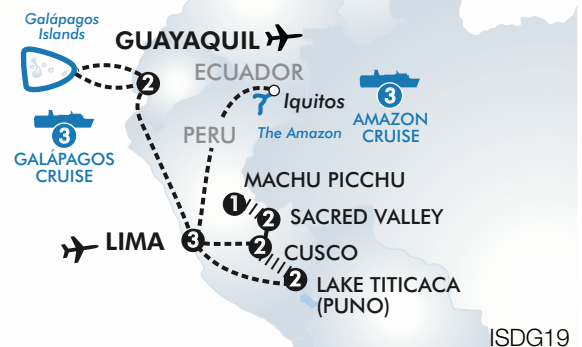 Galápagos
Islands
GUAYAQUIL
2
ECUADOR
3
GALÁPAGOS
CRUISE
Iquitos
3
AMAZON
CRUISE
PERU
The Amazon
MACHU PICCHU
1
2
SACRED VALLEY
LIMA
3
2
CUSCO
2
LAKE TITICACA
(PUNO)
ISDG19